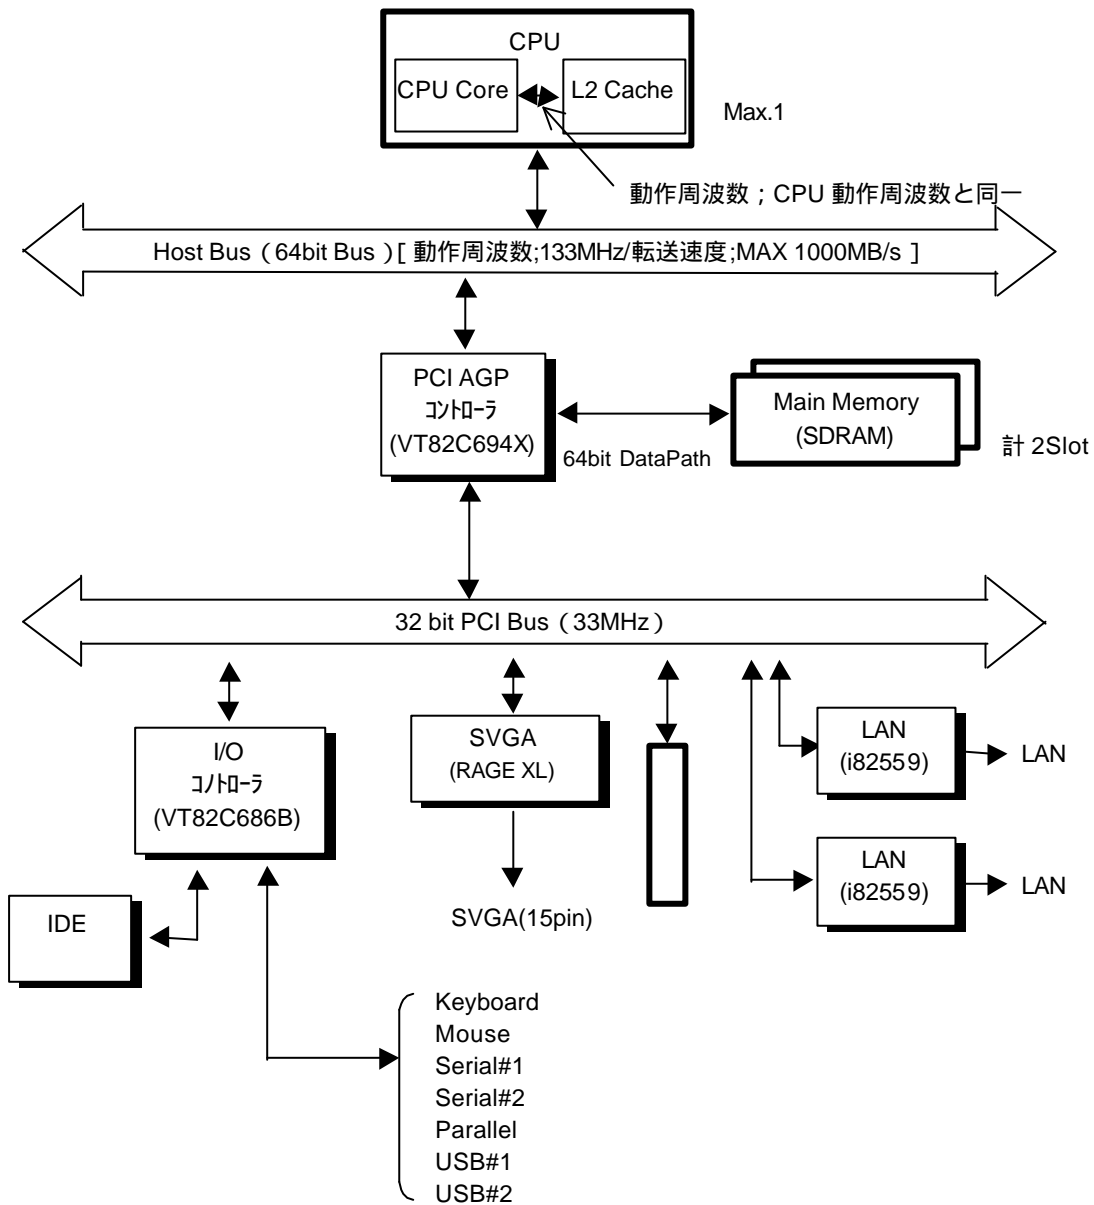 CPU
CPU Core
L2 Cache
Max.1
動作周波数；CPU 動作周波数と同一
Host Bus（64bit Bus）[ 動作周波数;133MHz/転送速度;MAX 1000MB/s ]
PCI AGP
ｺﾝﾄﾛｰﾗ
(VT82C694X)
64bit DataPath
Main Memory
(SDRAM)
計 2Slot
32 bit PCI Bus（33MHz）
I/O
ｺﾉﾄﾛｰﾗ
(VT82C686B)
SVGA
(RAGE XL)
LAN
(i82559)
LAN
LAN
(i82559)
LAN
IDE
SVGA(15pin)
Keyboard
Mouse
Serial#1
Serial#2
Parallel
USB#1
USB#2